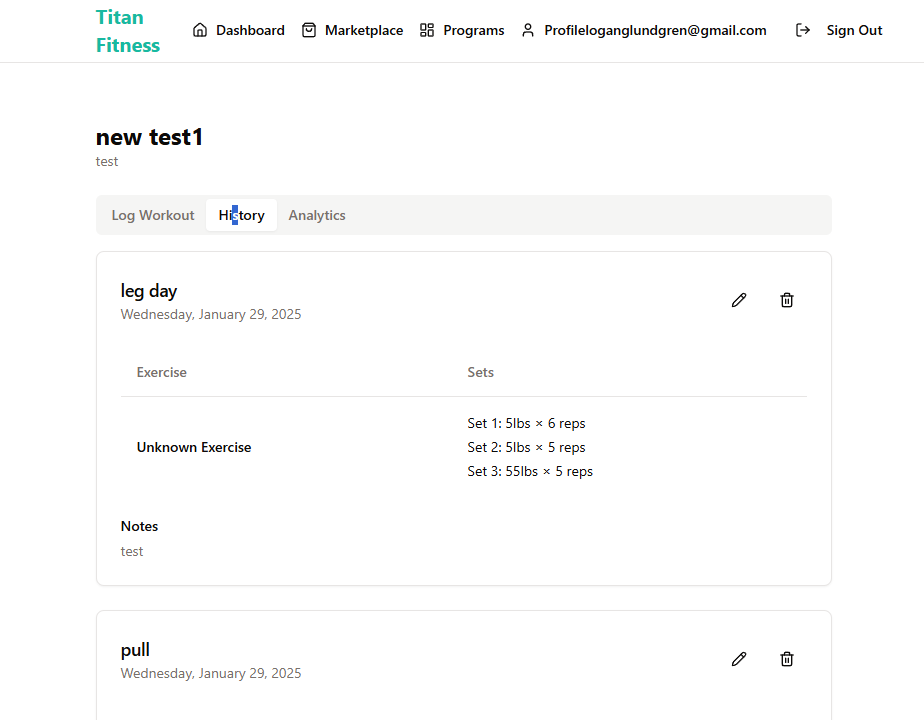 Titan
Fitness
Dashboard
Marketplace
Programs
Profileloganglundgren@gmail.com
Sign Out
new test1
test
Log Workout
History
Analytics
leg day
Wednesday, January 29, 2025
Exercise
Sets
Unknown Exercise
Set 1: 5lbs × 6 reps
Set 2: 5lbs × 5 reps
Set 3: 55lbs × 5 reps
Notes
test
pull
Wednesday, January 29, 2025